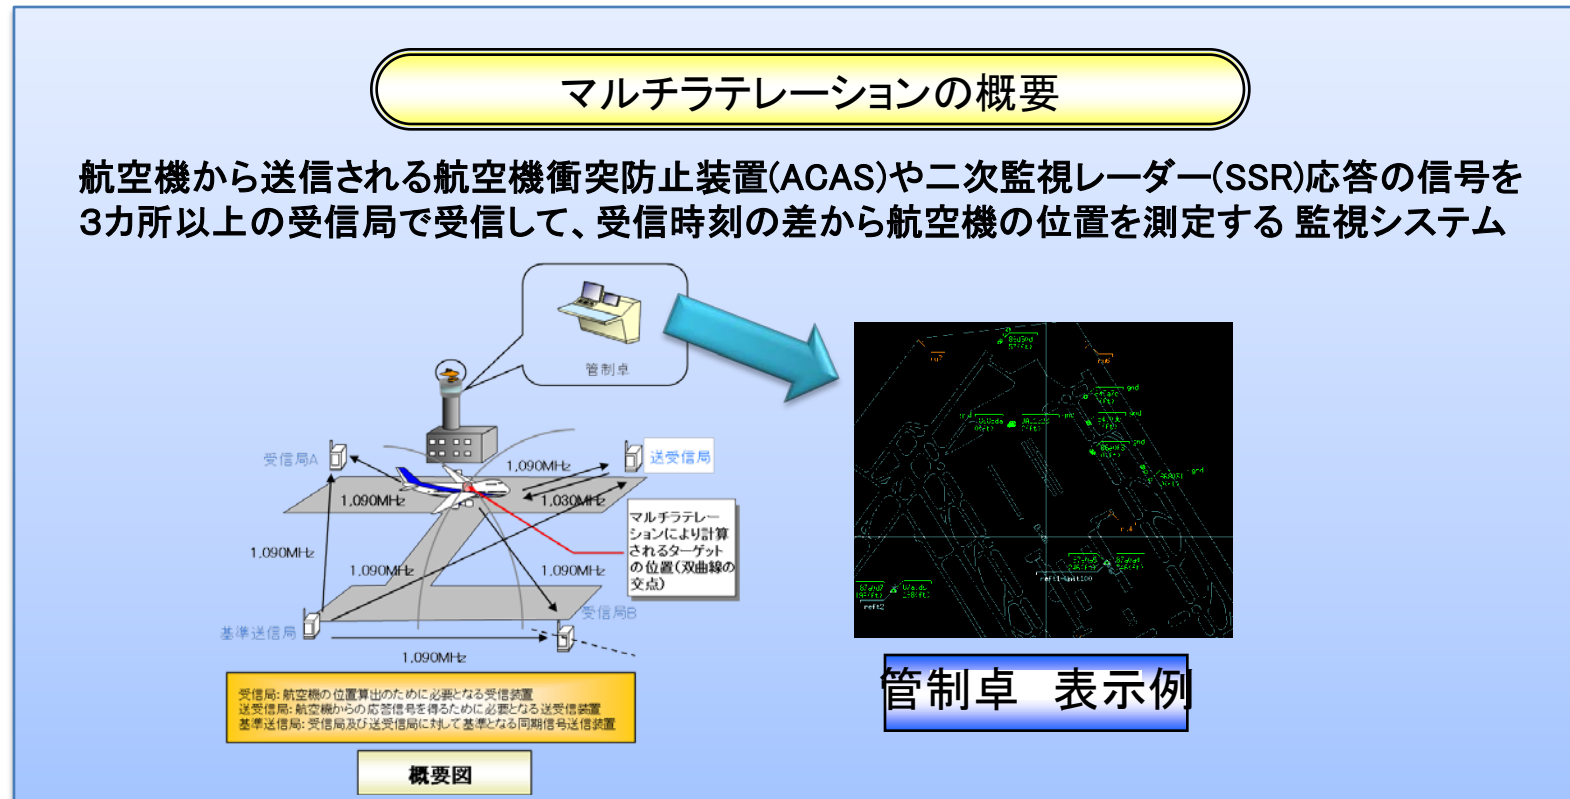 マルチラテレーションの概要
航空機から送信される航空機衝突防止装置(ACAS)や二次監視レーダー(SSR)応答の信号を
3カ所以上の受信局で受信して、受信時刻の差から航空機の位置を測定する 監視システム
管制卓
受信局A
1,090MHz
送受信局
1,090MHz
1,030MHz
マルチラテレー
ションにより計算
されるターゲット
の位置(双曲線の
交点)
1,090MHz
1,090MHz
1,090MHz
基準送信局
受信局B
1,090MHz
受信局: 航空機の位置算出のために必要となる受信装置
送受信局: 航空機からの応答信号を得るために必要となる送受信装置
基準送信局: 受信局及び送受信局に対して基準となる同期信号送信装置
概要図
gnd
gnd
gnd
gnd
reft2
管制卓 表示例